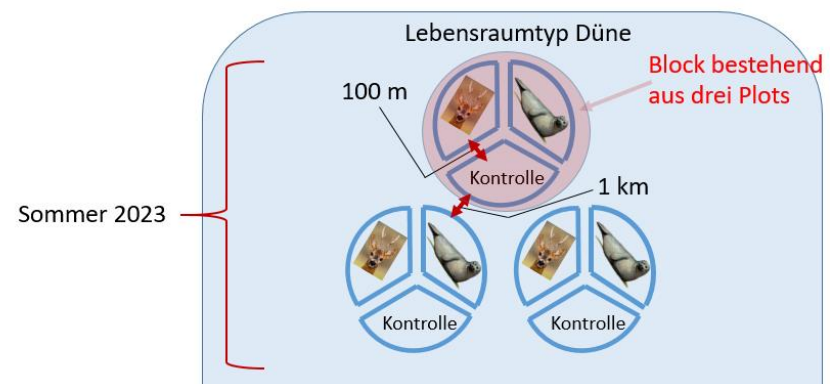 Lebensraumtyp Düne
Block bestehend
aus drei Plots
100 m
Kontrolle
1 km
Sommer 2023
Kontrolle
Kontrolle